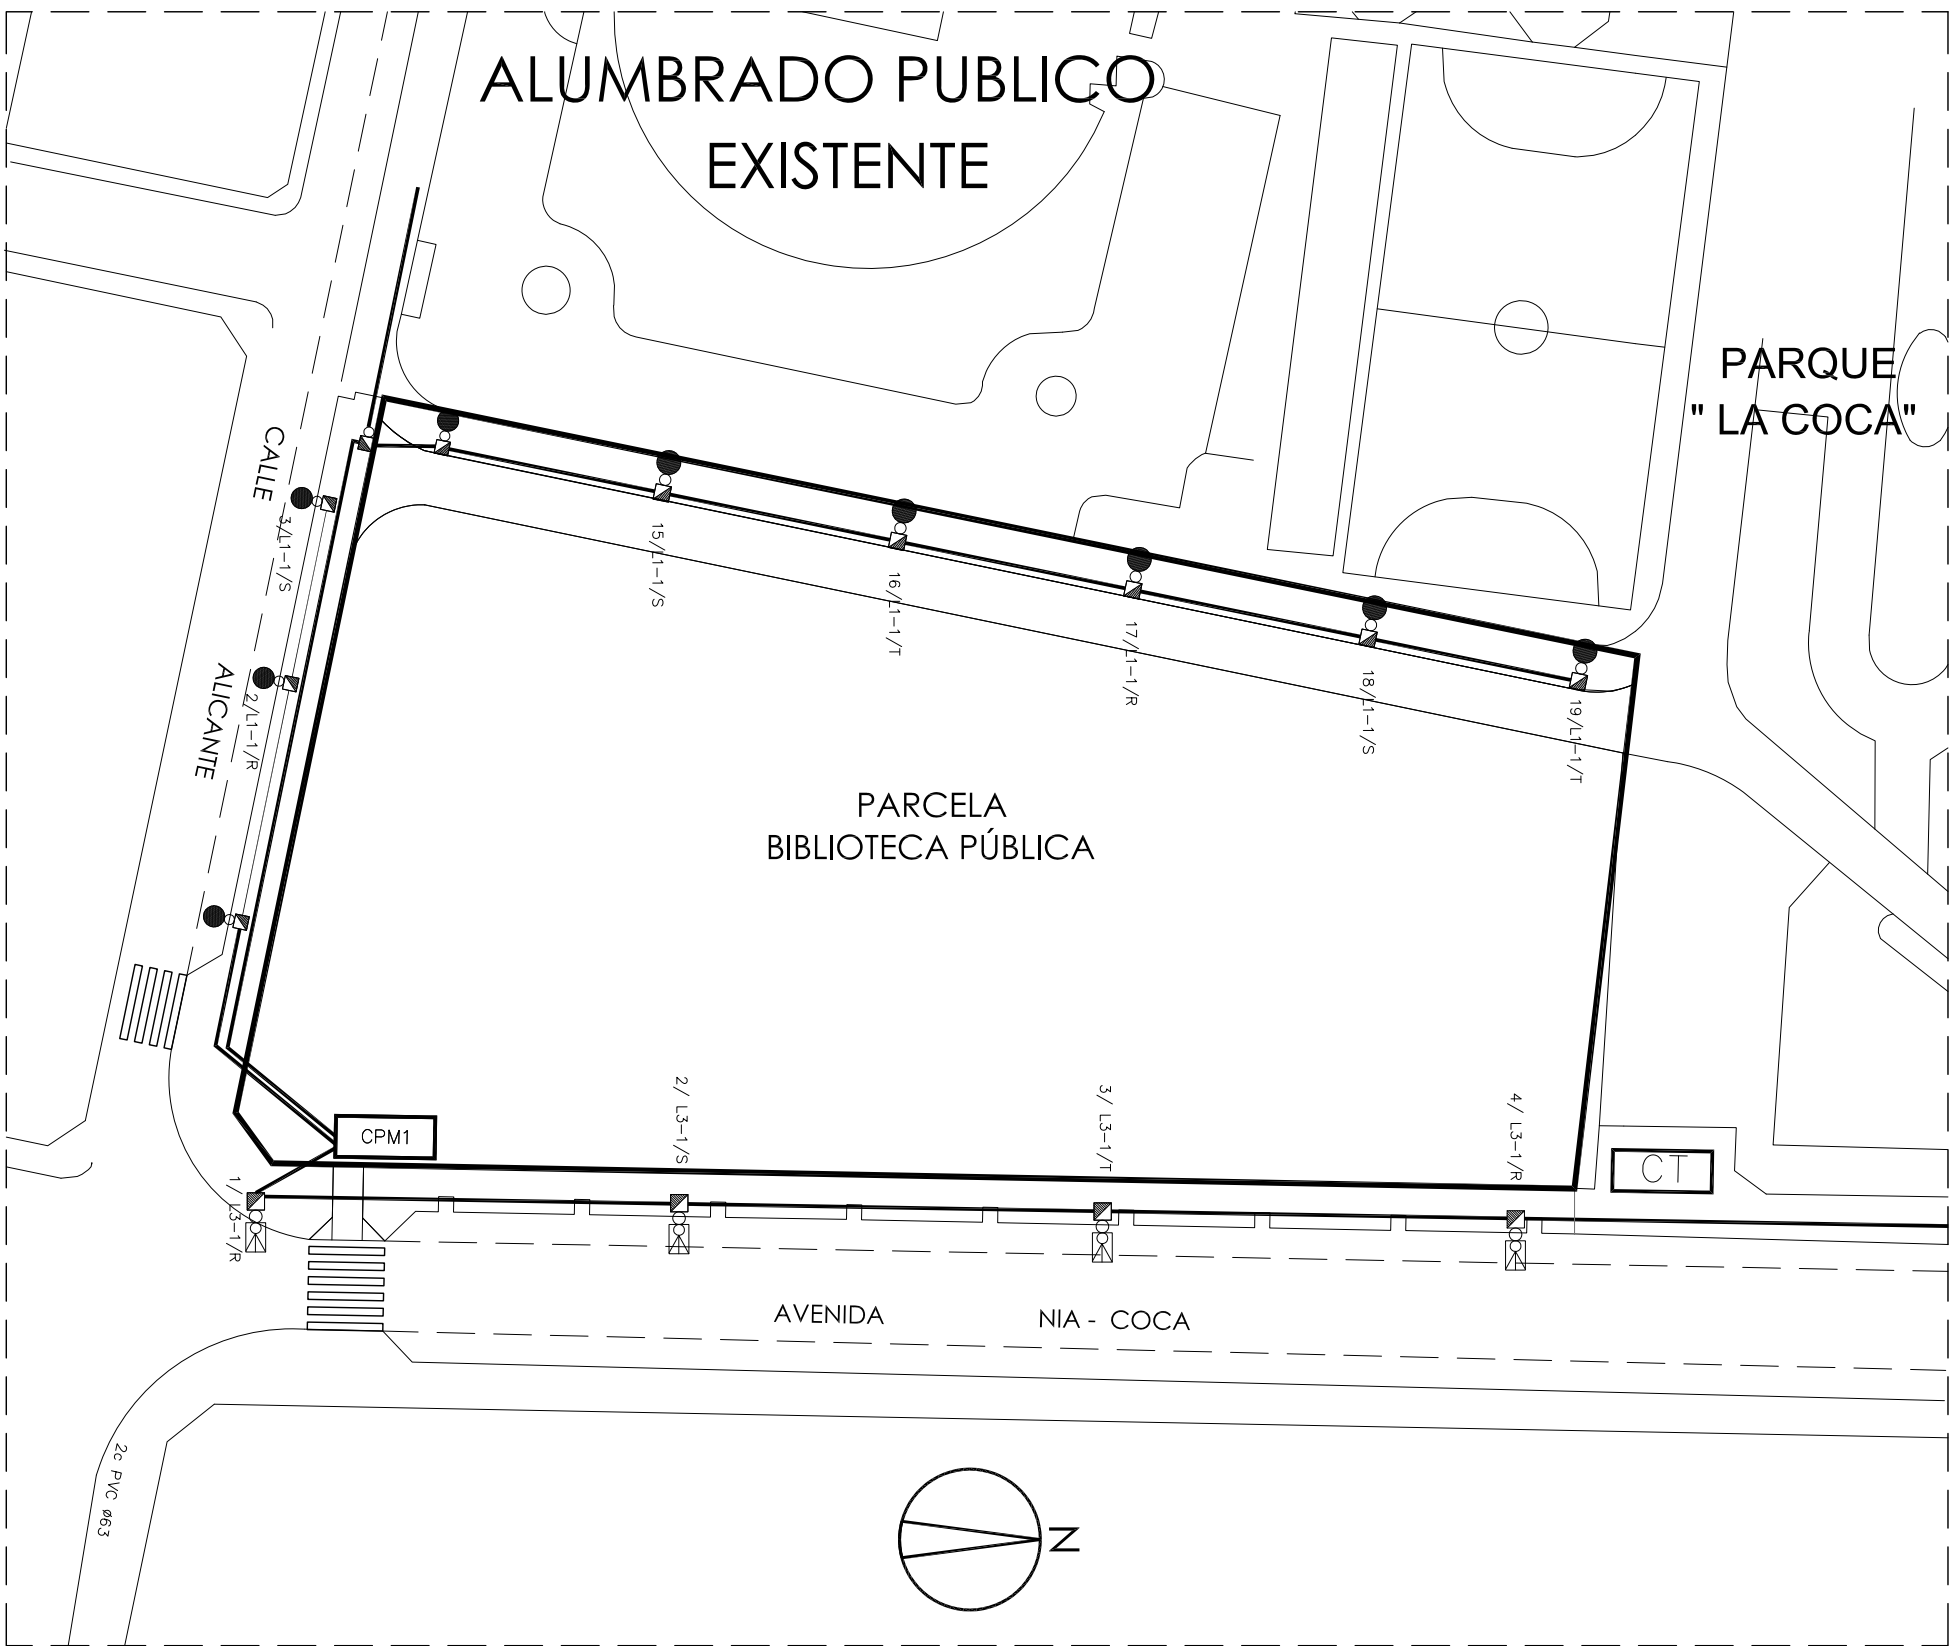 ALUMBRADO PUBLICO
EXISTENTE
PARQUE
" LA COCA"
CALLE
ALICANTE
3/L1-1/S
2/L1-1/R
15/L1-1/S
16/L1-1/T
17/L1-1/R
18/L1-1/S
19/L1-1/T
PARCELA
BIBLIOTECA PÚBLICA
CPM1
1/ L3-1/R
2/ L3-1/S
3/ L3-1/T
4/ L3-1/R
CT
AVENIDA NIA - COCA
2c PVC ø63
N